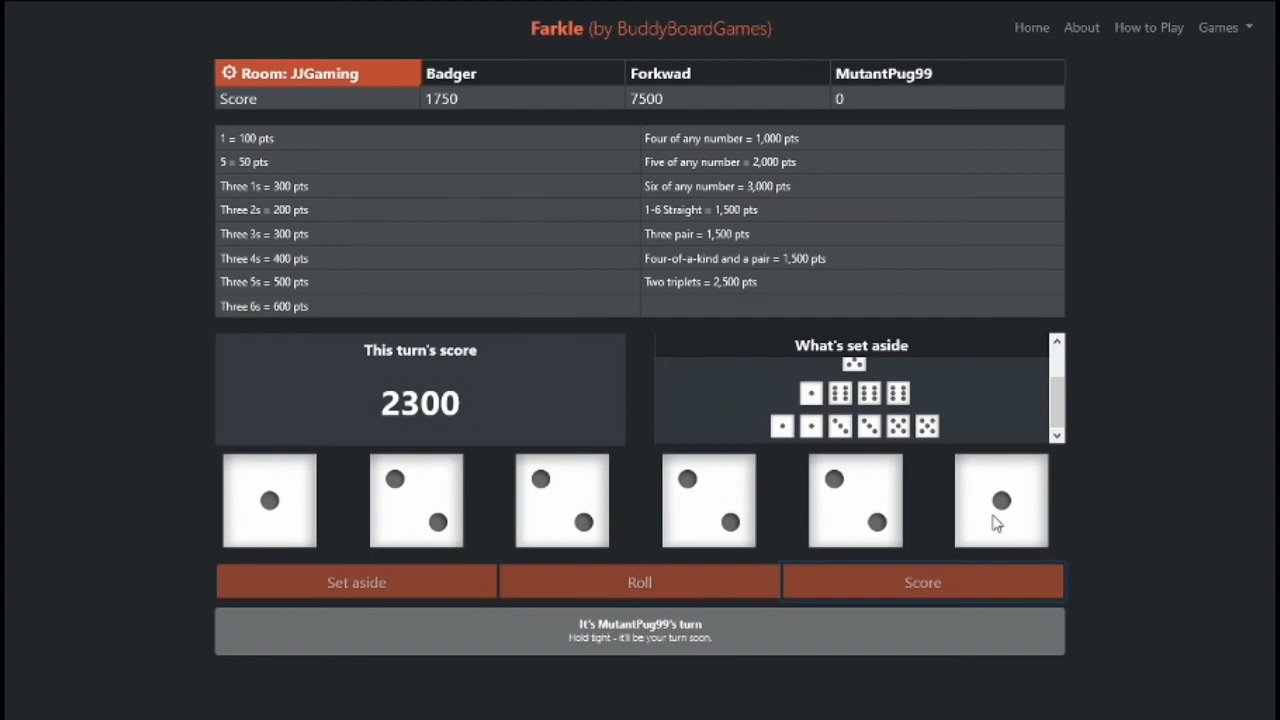 Farkle (by BuddyBoardGames)
Home About How to Play Games
Room: JJGaming Badger Forkwad MutantPug99
Score 1750 7500 0
1 = 100 pts Four of any number = 1,000 pts
5 = 50 pts Five of any number = 2,000 pts
Three 1s = 300 pts Six of any number = 3,000 pts
Three 2s = 200 pts 1-6 Straight = 1,500 pts
Three 3s = 300 pts Three pair = 1,500 pts
Three 4s = 400 pts Four-of-a-kind and a pair = 1,500 pts
Three 5s = 500 pts Two triplets = 2,500 pts
Three 6s = 600 pts
This turn's score What's set aside
2300
Set aside Roll Score
It's MutantPug99's turn
Hold tight - it'll be your turn soon.